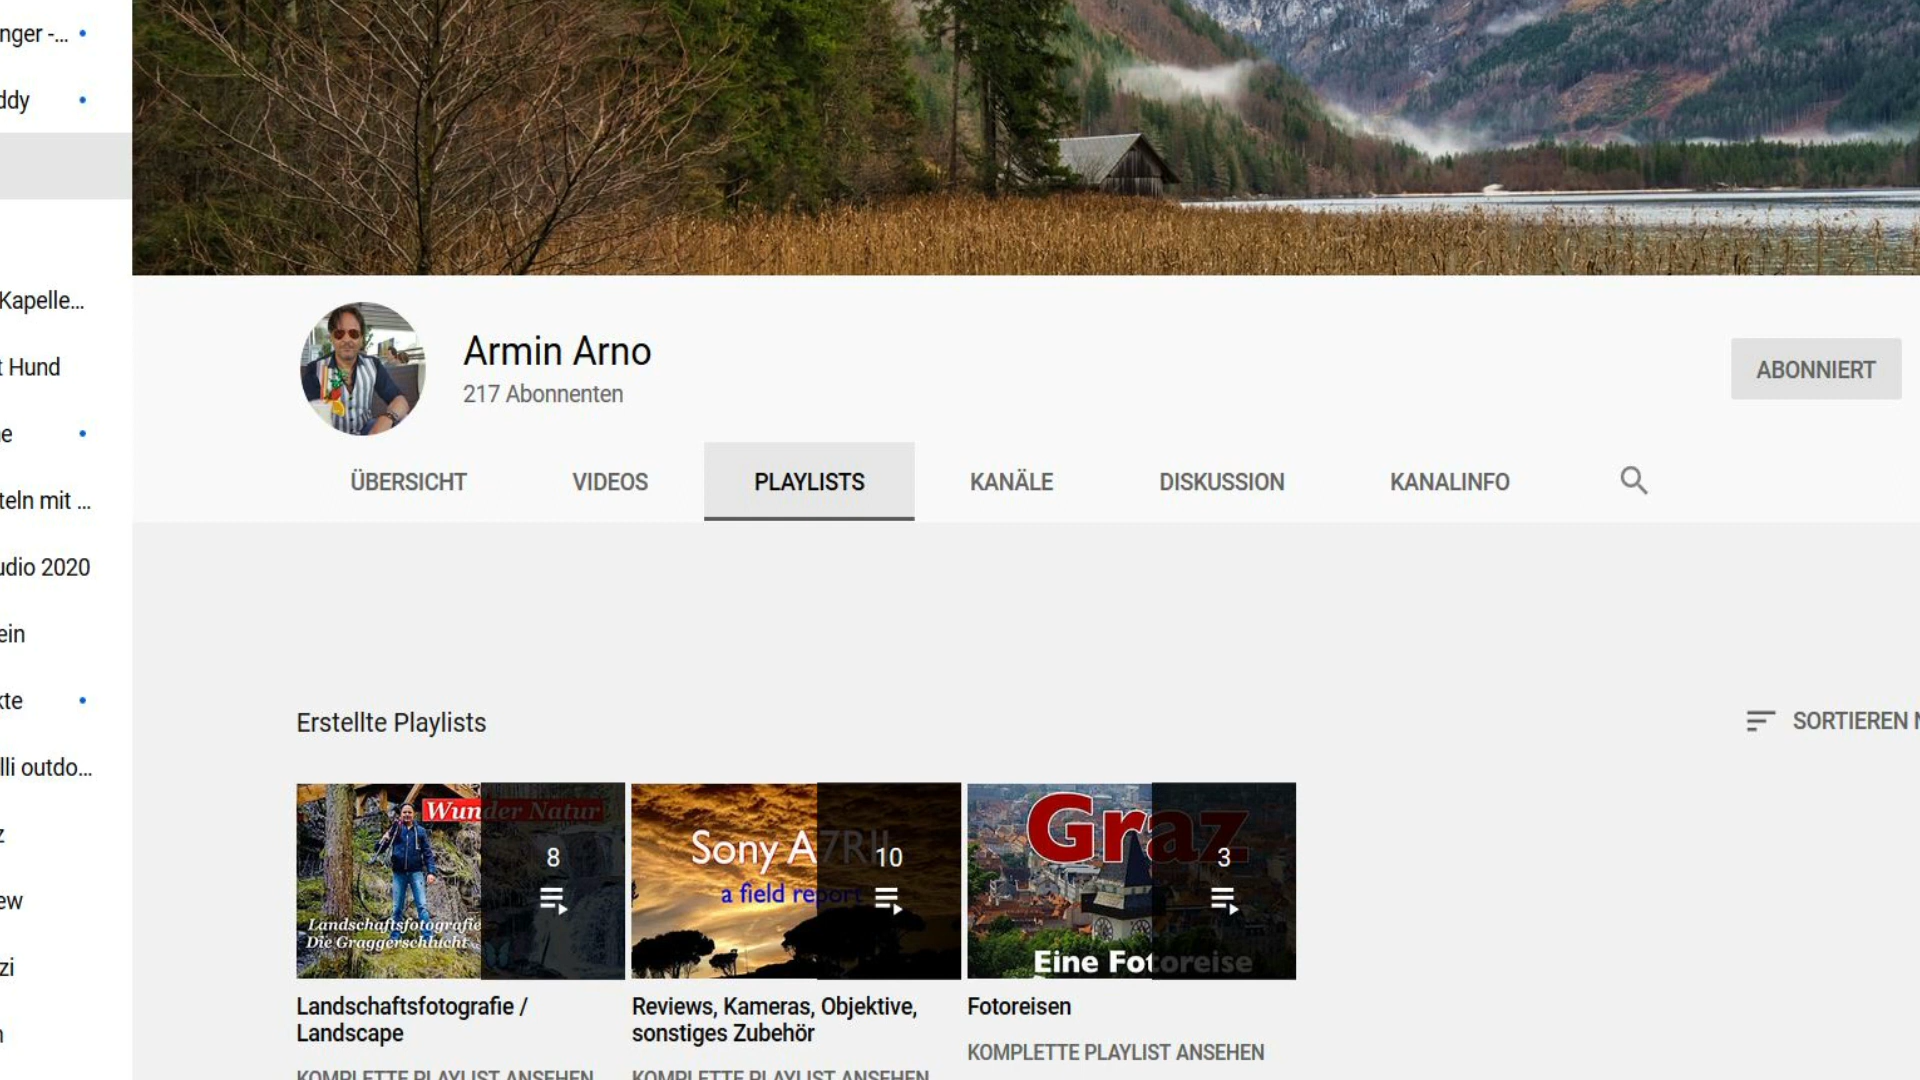 nger -...
ddy
Kapelle...
t Hund
e
teln mit ...
udio 2020
ein
kte
lli outdo...
z
ew
zi
n
Armin Arno
217 Abonnenten
ABONNIERT
ÜBERSICHT
VIDEOS
PLAYLISTS
KANÄLE
DISKUSSION
KANALINFO
Erstellte Playlists
SORTIEREN N
Wunder Natur
8
Landschaftsfotografie
Die Graggerschlucht
Sony A7RII
10
a field report
Graz
3
Eine Fotoreise
Landschaftsfotografie /
Landscape
KOMPLETTE PLAYLIST ANSEHEN
Reviews, Kameras, Objektive,
sonstiges Zubehör
KOMPLETTE PLAYLIST ANSEHEN
Fotoreisen
KOMPLETTE PLAYLIST ANSEHEN